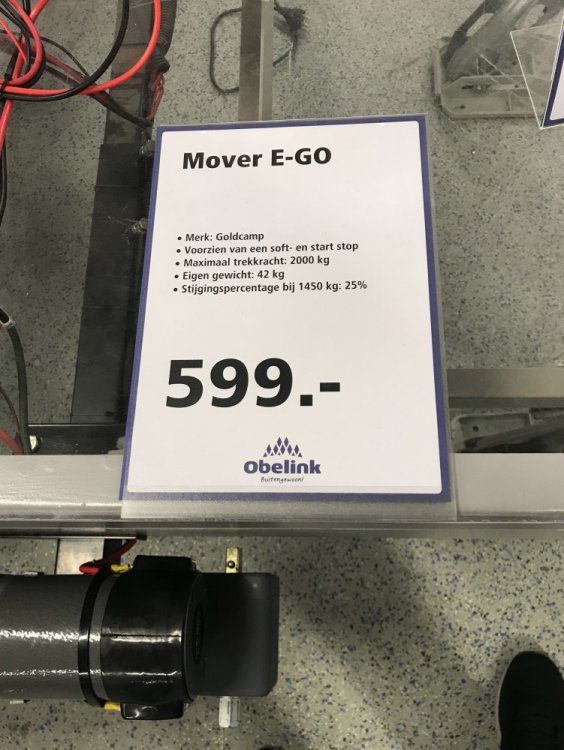 Mover E-GO
• Merk: Goldcamp
• Voorzien van een soft- en start stop
• Maximaal trekkracht: 2000 kg
• Eigen gewicht: 42 kg
• Stijgingspercentage bij 1450 kg: 25%
599.-
Obelink
Buitengewoon!